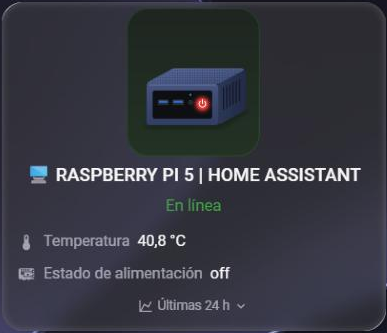 RASPBERRY PI 5 | HOME ASSISTANT
En línea
Temperatura 40,8 °C
Estado de alimentación off
Últimas 24 h